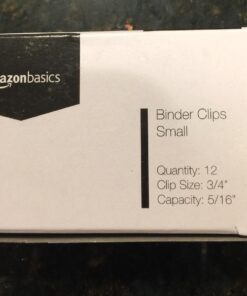 azonbasics
Binder Clips
Small
Quantity: 12
Clip Size: 3/4"
Capacity: 5/16"